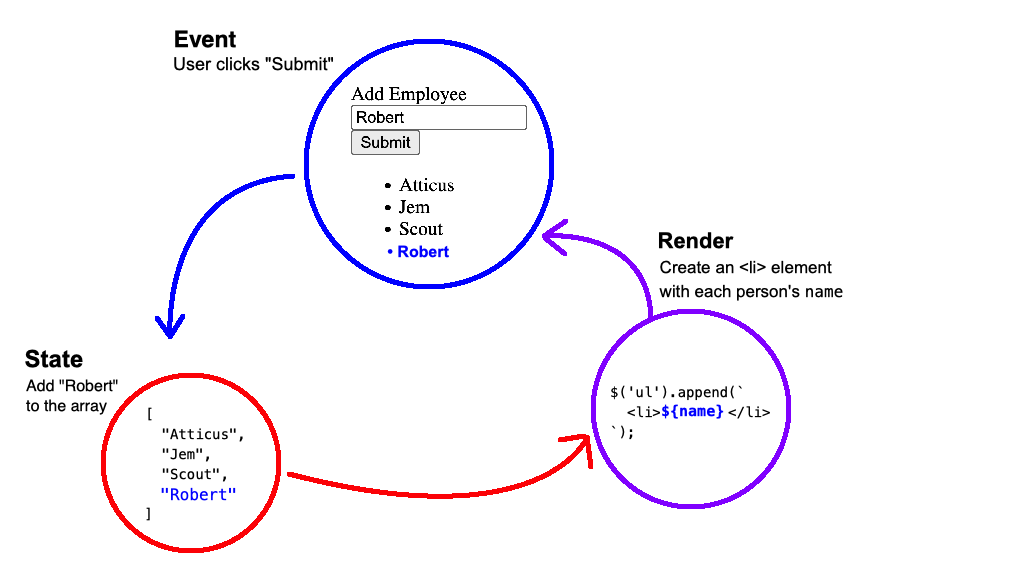 Event
User clicks "Submit"
Add Employee
Robert
Submit
• Atticus
• Jem
• Scout
• Robert
State
Add "Robert"
to the array
[
"Atticus",
"Jem",
"Scout",
"Robert"
]
Render
Create an <li> element
with each person's name
$('ul').append(`
<li>${name}</li>
`);